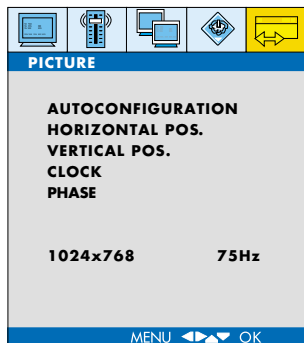 PICTURE
AUTOCONFIGURATION
HORIZONTAL POS.
VERTICAL POS.
CLOCK
PHASE
1024x768 75Hz
MENU OK